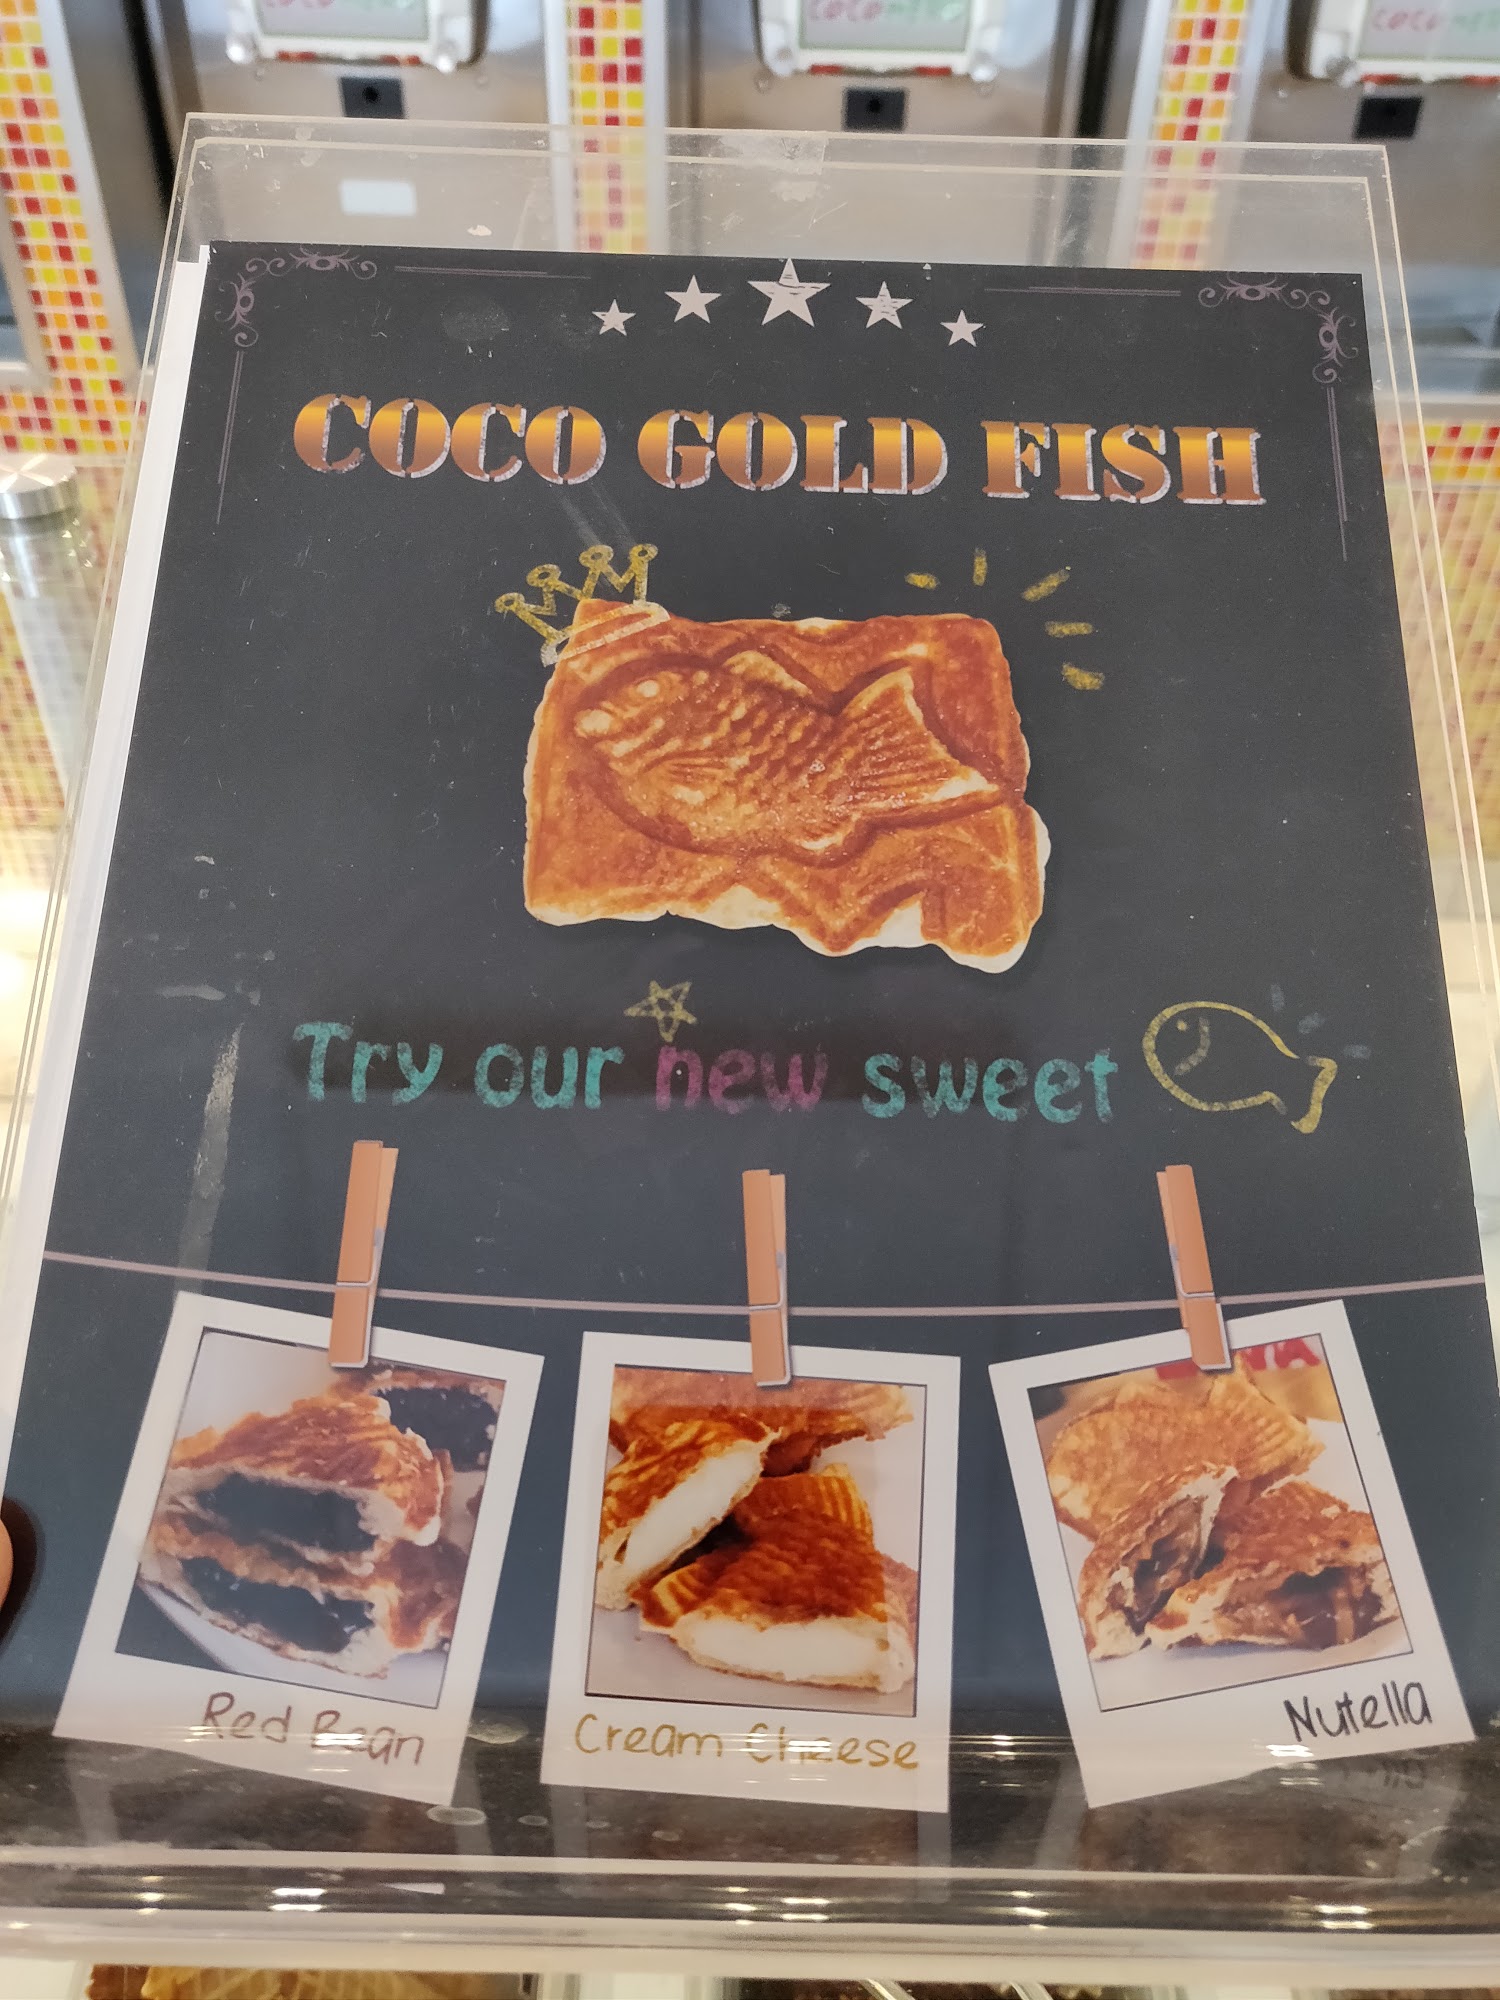 COCO GOLD FISH
Try our new sweet
Red Bean
Cream Cheese
Nutella